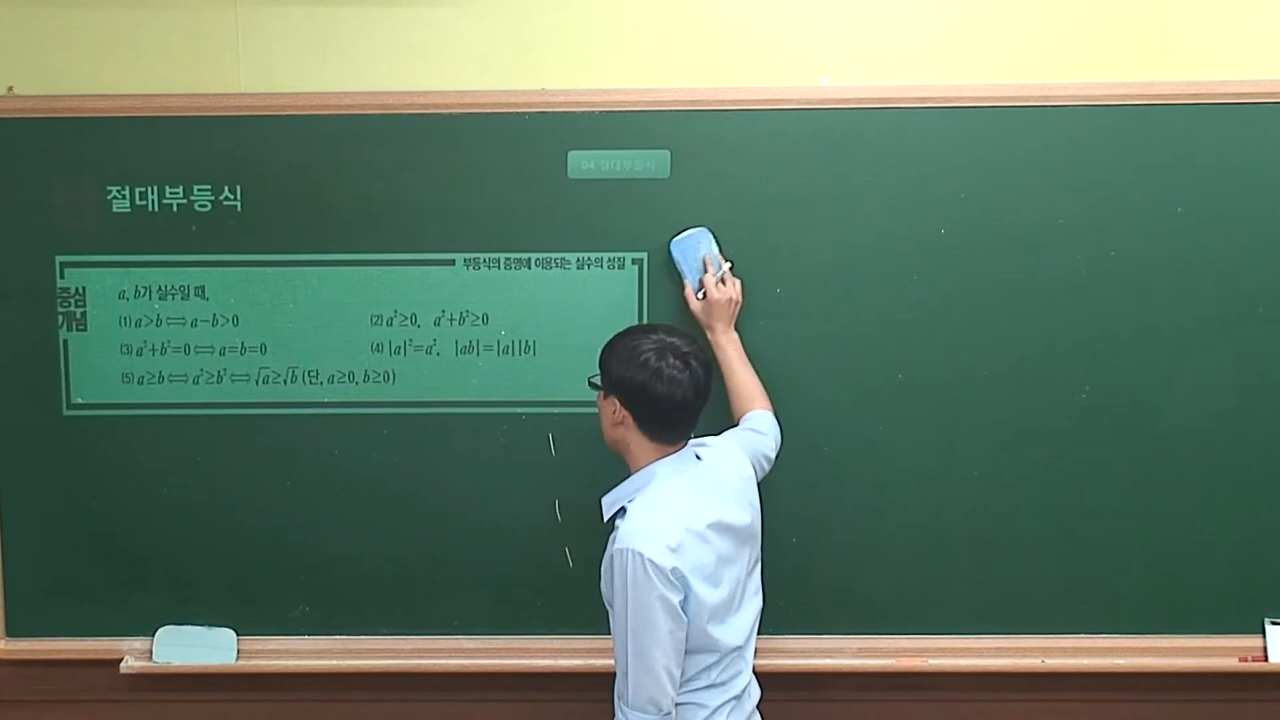 04 절대부등식
절대부등식
부등식의 증명에 이용되는 실수의 성질
중심
개념
a, b가 실수일 때,
(1) a>b ⟺ a−b>0
(2) a²≥0, a²+b²≥0
(3) a²+b²=0 ⟺ a=b=0
(4) |a|²=a², |ab|=|a||b|
(5) a≥b ⟺ a²≥b² ⟺ √a≥√b (단, a≥0, b≥0)